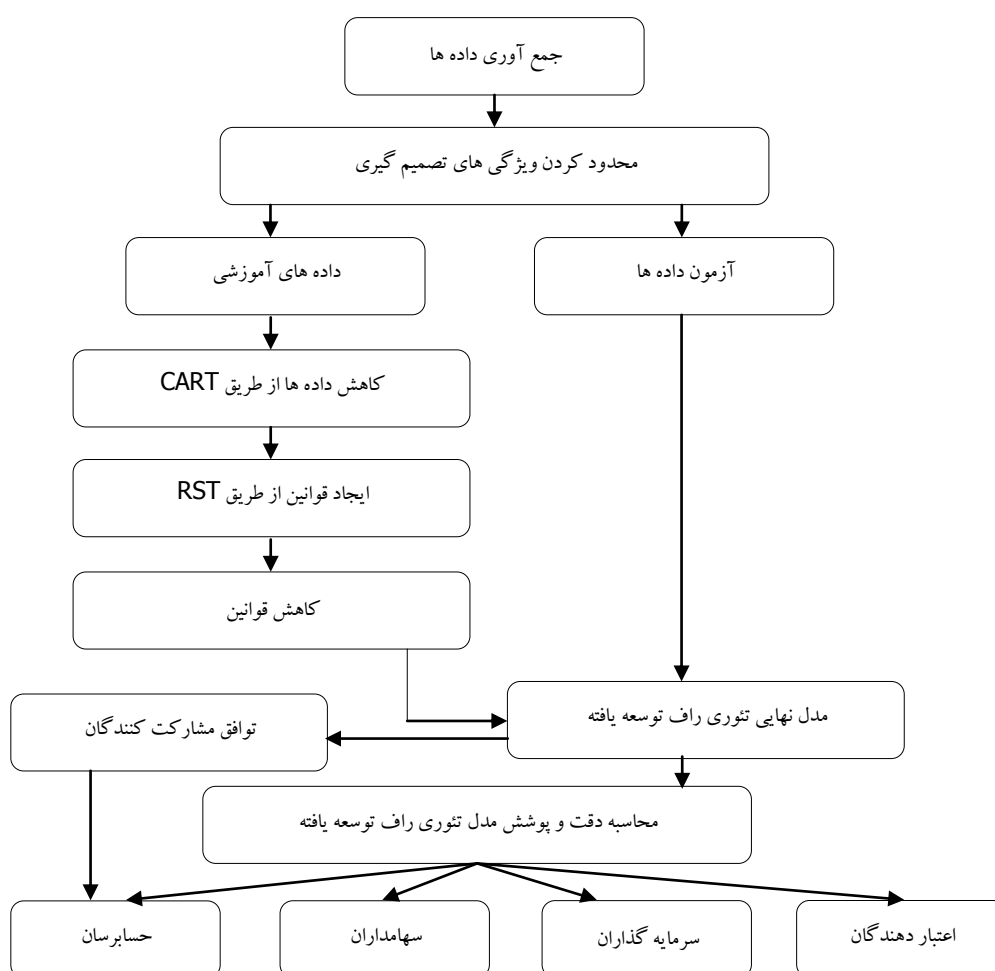 جمع آوری داده ها
محدود کردن ویژگی های تصمیم گیری
آزمون داده ها
داده های آموزشی
کاهش داده ها از طریق CART
ایجاد قوانین از طریق RST
کاهش قوانین
مدل نهایی تئوری راف توسعه یافته
توافق مشارکت کنندگان
محاسبه دقت و پوشش مدل تئوری راف توسعه یافته
اعتبار دهندگان
سرمایه گذاران
سهامداران
حسابرسان